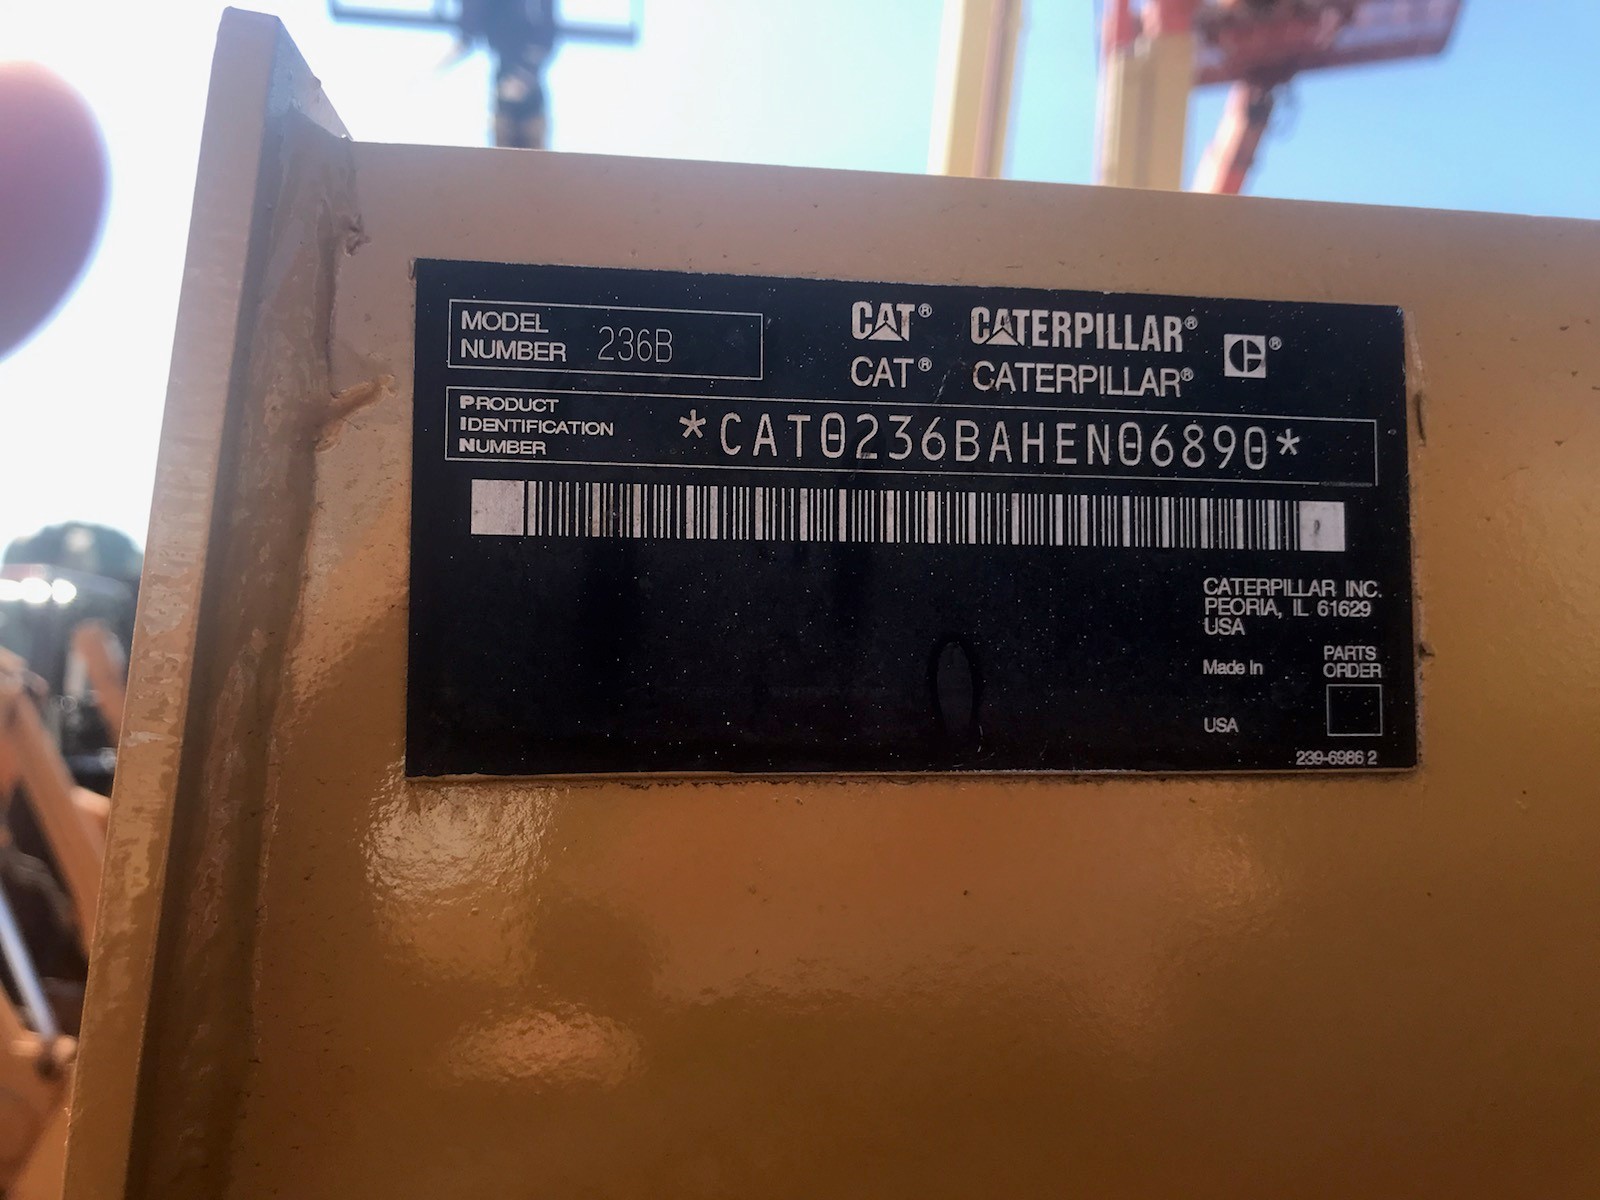 MODEL
NUMBER 236B
CAT® CATERPILLAR® ®
CAT® CATERPILLAR®
PRODUCT
IDENTIFICATION
NUMBER
*CAT0236BAHEN06890*
CATERPILLAR INC.
PEORIA, IL 61629
USA
Made In
USA
PARTS
ORDER
239-6986 2